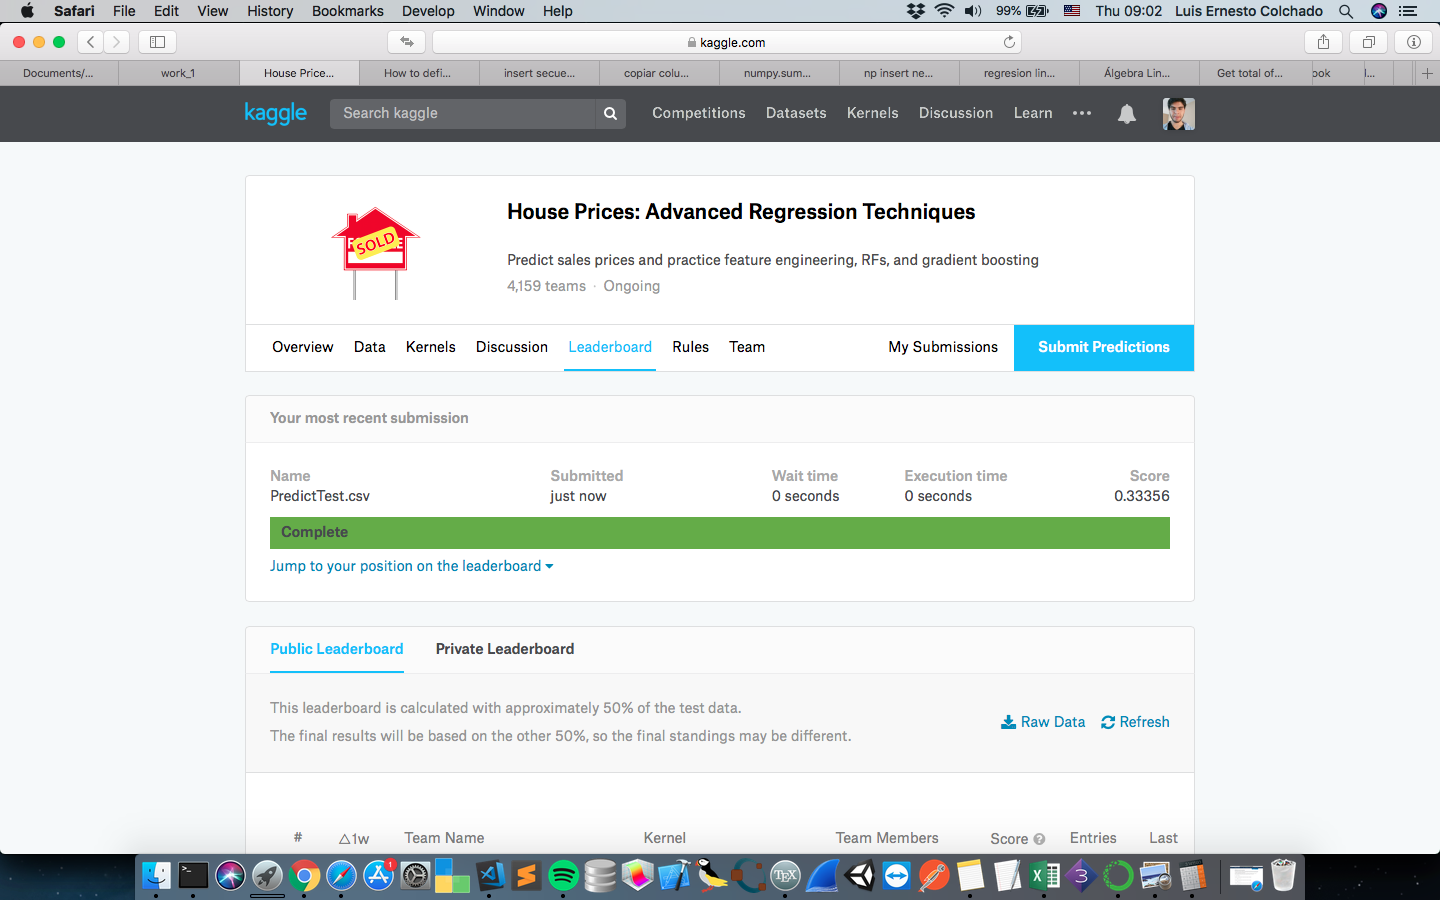 Safari File Edit View History Bookmarks Develop Window Help 99% Thu 09:02 Luis Ernesto Colchado
kaggle.com
Documents/... work_1 House Price... How to defi... insert secue... copiar colu... numpy.sum... np insert ne... regresion lin... Álgebra Lin... Get total of... ook l...
kaggle Search kaggle Competitions Datasets Kernels Discussion Learn
House Prices: Advanced Regression Techniques
SOLD
Predict sales prices and practice feature engineering, RFs, and gradient boosting
4,159 teams · Ongoing
Overview Data Kernels Discussion Leaderboard Rules Team My Submissions Submit Predictions
Your most recent submission
Name Submitted Wait time Execution time Score
PredictTest.csv just now 0 seconds 0 seconds 0.33356
Complete
Jump to your position on the leaderboard
Public Leaderboard Private Leaderboard
This leaderboard is calculated with approximately 50% of the test data.
Raw Data Refresh
The final results will be based on the other 50%, so the final standings may be different.
# △1w Team Name Kernel Team Members Score Entries Last
1
TEX
3